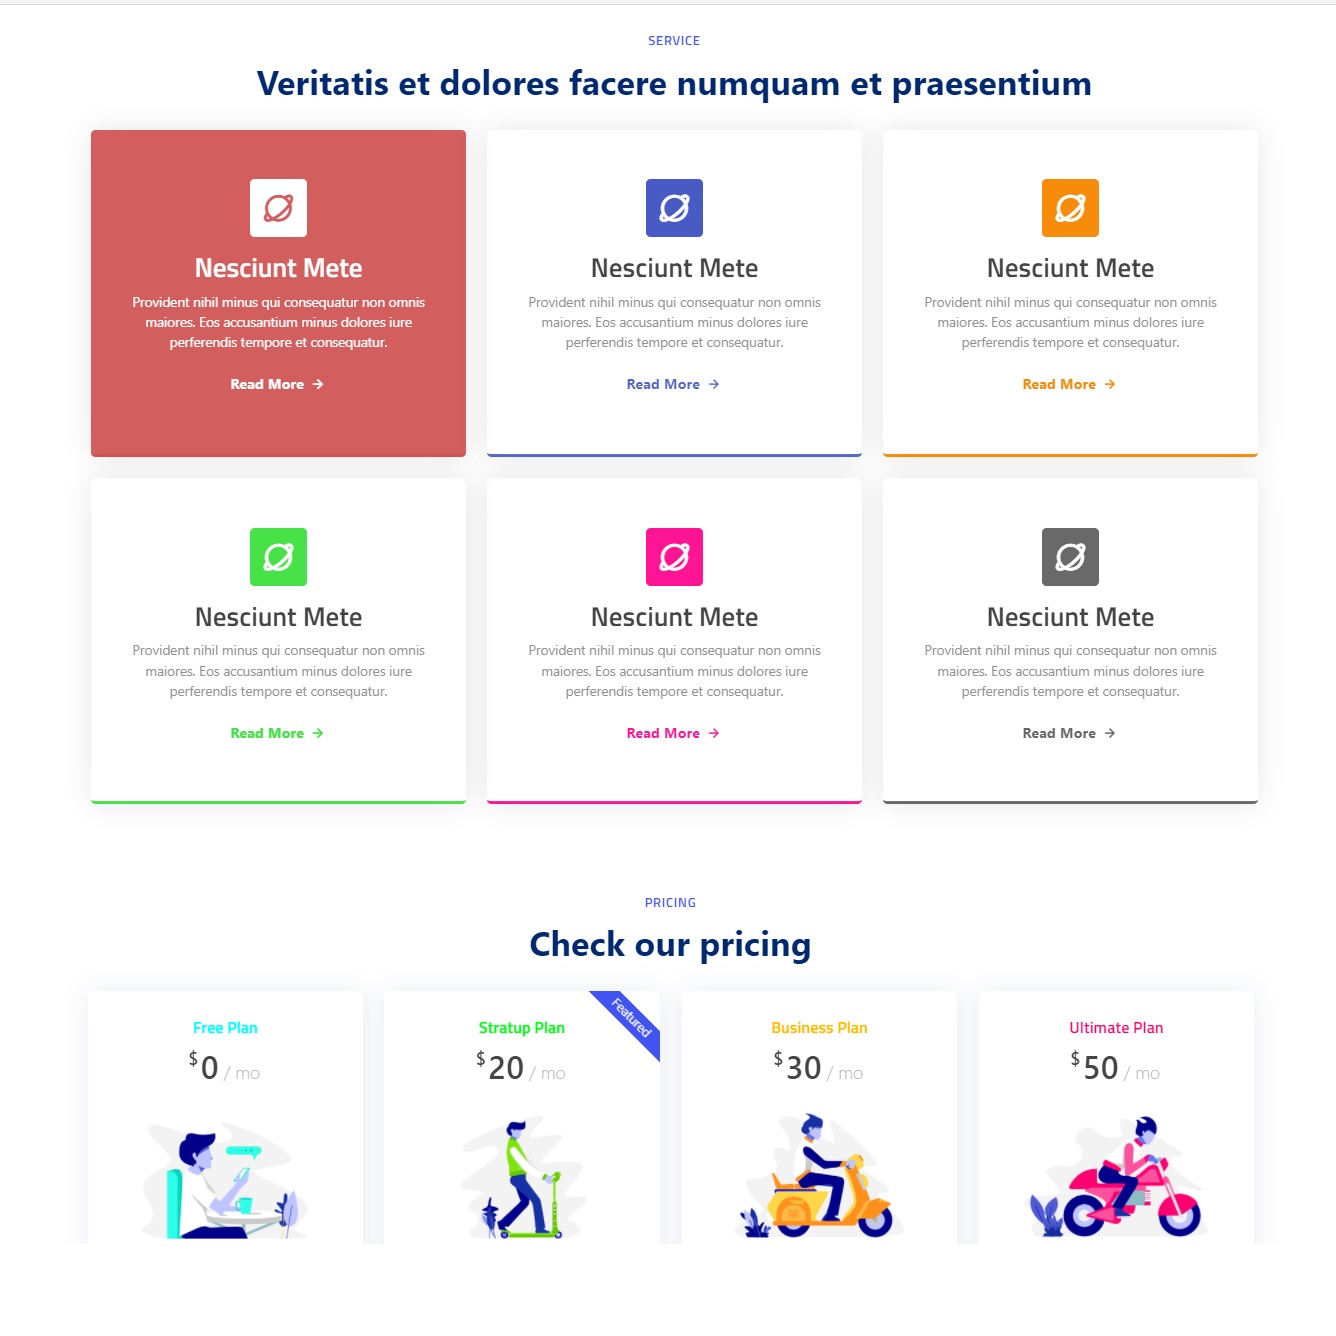 SERVICE
Veritatis et dolores facere numquam et praesentium
Nesciunt Mete
Provident nihil minus qui consequatur non omnis
maiores. Eos accusantium minus dolores iure
perferendis tempore et consequatur.
Read More →
Nesciunt Mete
Provident nihil minus qui consequatur non omnis
maiores. Eos accusantium minus dolores iure
perferendis tempore et consequatur.
Read More →
Nesciunt Mete
Provident nihil minus qui consequatur non omnis
maiores. Eos accusantium minus dolores iure
perferendis tempore et consequatur.
Read More →
Nesciunt Mete
Provident nihil minus qui consequatur non omnis
maiores. Eos accusantium minus dolores iure
perferendis tempore et consequatur.
Read More →
Nesciunt Mete
Provident nihil minus qui consequatur non omnis
maiores. Eos accusantium minus dolores iure
perferendis tempore et consequatur.
Read More →
Nesciunt Mete
Provident nihil minus qui consequatur non omnis
maiores. Eos accusantium minus dolores iure
perferendis tempore et consequatur.
Read More →
PRICING
Check our pricing
Free Plan
$0 / mo
Featured
Stratup Plan
$20 / mo
Business Plan
$30 / mo
Ultimate Plan
$50 / mo